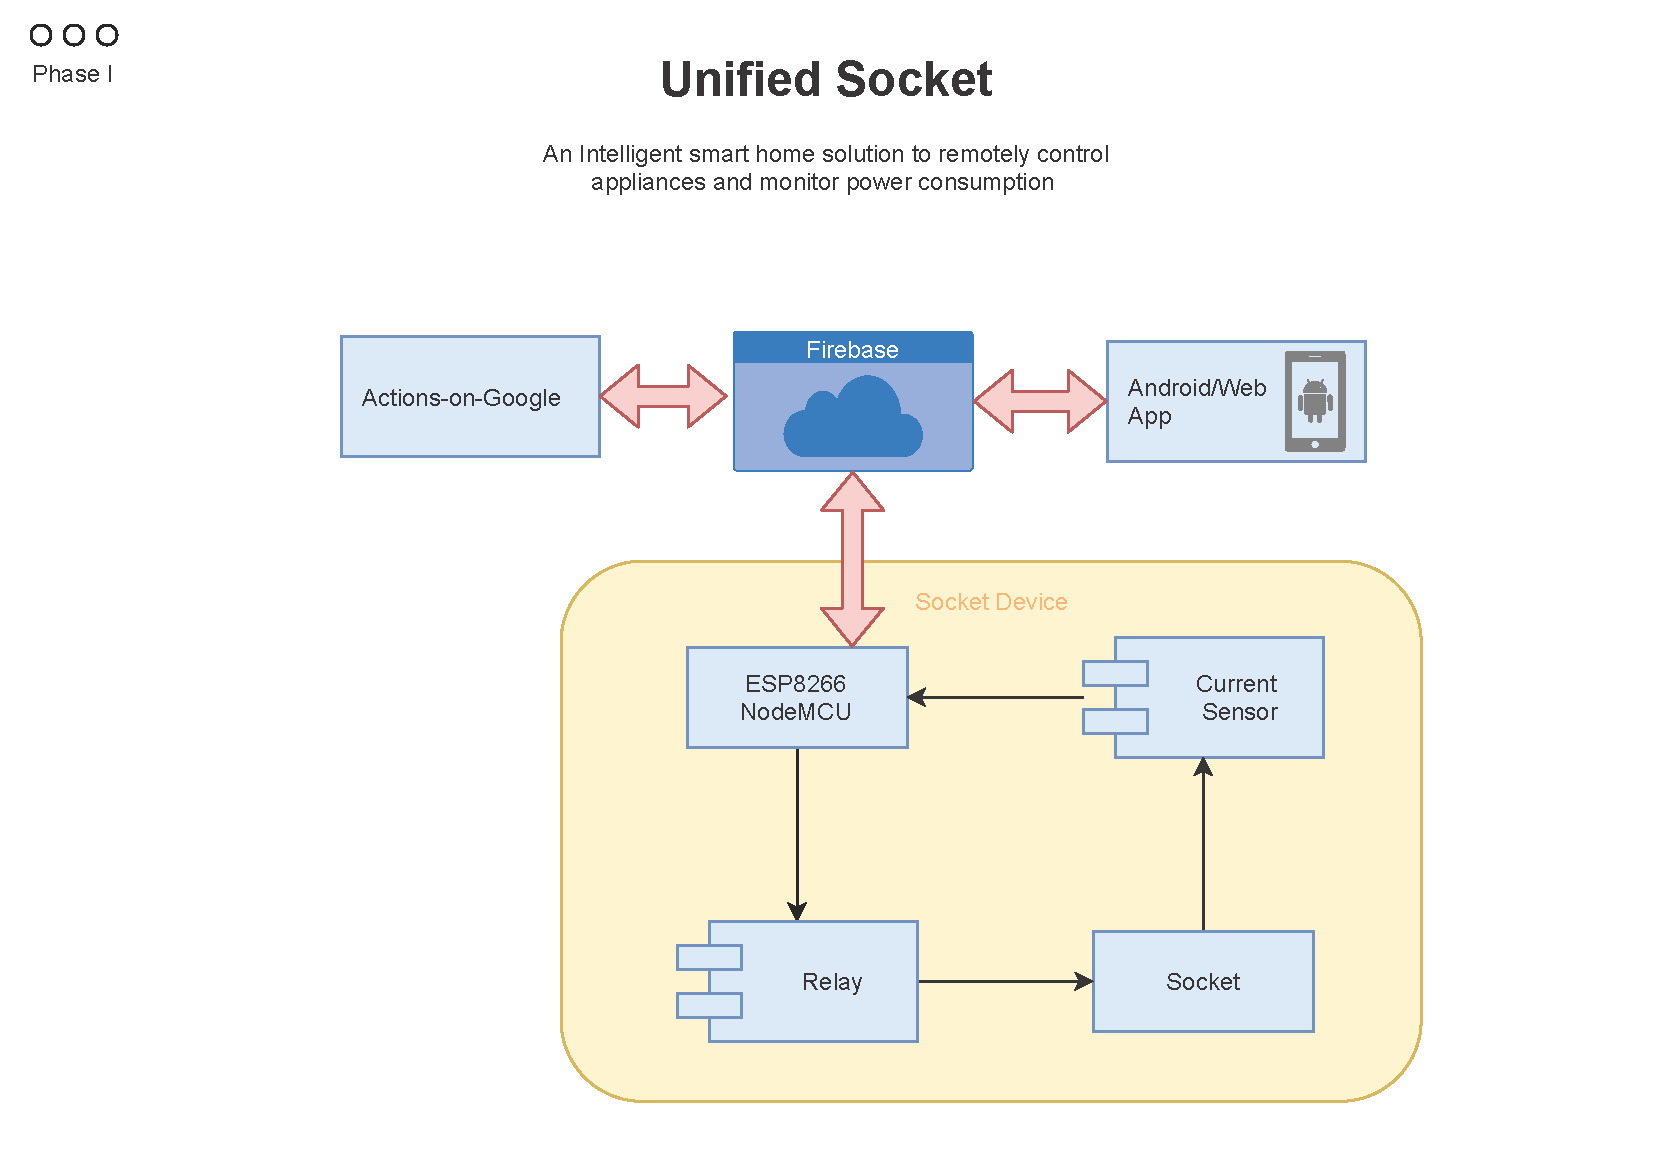 Phase I
Unified Socket
An Intelligent smart home solution to remotely control
appliances and monitor power consumption
Actions-on-Google
Firebase
Android/Web
App
Socket Device
ESP8266
NodeMCU
Current
Sensor
Relay
Socket